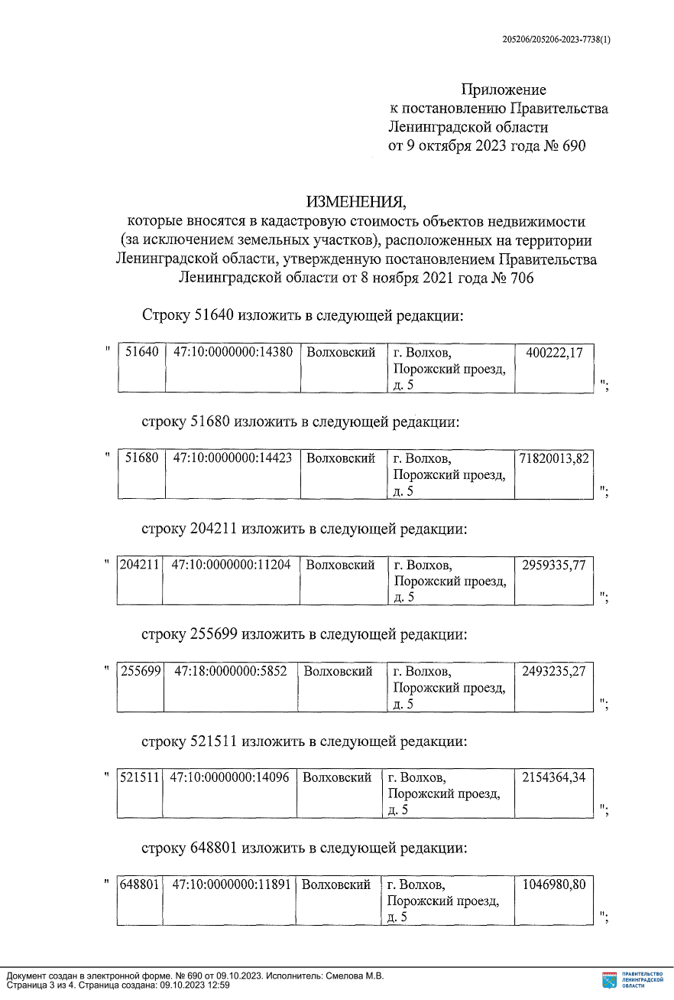 205206/205206-2023-7738(1)
Приложение
к постановлению Правительства
Ленинградской области
от 9 октября 2023 года № 690
ИЗМЕНЕНИЯ,
которые вносятся в кадастровую стоимость объектов недвижимости
(за исключением земельных участков), расположенных на территории
Ленинградской области, утвержденную постановлением Правительства
Ленинградской области от 8 ноября 2021 года № 706
Строку 51640 изложить в следующей редакции:
" 51640 47:10:0000000:14380 Волховский г. Волхов, 400222,17
Порожский проезд,
д. 5 ";
строку 51680 изложить в следующей редакции:
" 51680 47:10:0000000:14423 Волховский г. Волхов, 71820013,82
Порожский проезд,
д. 5 ";
строку 204211 изложить в следующей редакции:
" 204211 47:10:0000000:11204 Волховский г. Волхов, 2959335,77
Порожский проезд,
д. 5 ";
строку 255699 изложить в следующей редакции:
" 255699 47:18:0000000:5852 Волховский г. Волхов, 2493235,27
Порожский проезд,
д. 5 ";
строку 521511 изложить в следующей редакции:
" 521511 47:10:0000000:14096 Волховский г. Волхов, 2154364,34
Порожский проезд,
д. 5 ";
строку 648801 изложить в следующей редакции:
" 648801 47:10:0000000:11891 Волховский г. Волхов, 1046980,80
Порожский проезд,
д. 5 ";
Документ создан в электронной форме. № 690 от 09.10.2023. Исполнитель: Смелова М.В.
Страница 3 из 4. Страница создана: 09.10.2023 12:59
ПРАВИТЕЛЬСТВО
ЛЕНИНГРАДСКОЙ
ОБЛАСТИ